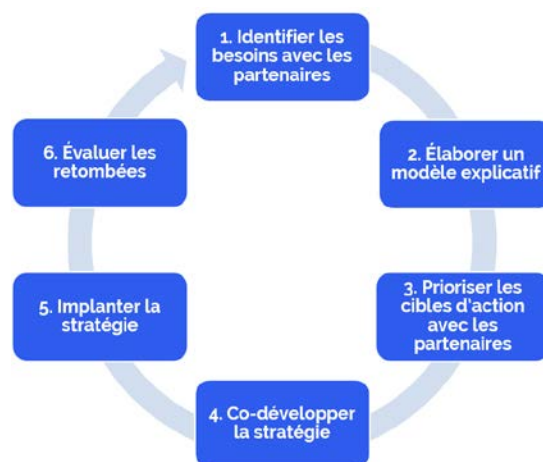 1. Identifier les
besoins avec les
partenaires
2. Élaborer un
modèle explicatif
3. Prioriser les
cibles d'action
avec les
partenaires
4. Co-développer
la stratégie
5. Implanter la
stratégie
6. Évaluer les
retombées